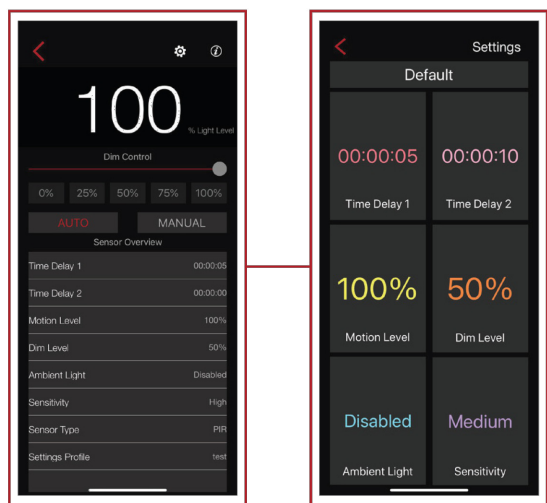 100
% Light Level
Dim Control
0% 25% 50% 75% 100%
AUTO MANUAL
Sensor Overview
Time Delay 1 00:00:05
Time Delay 2 00:00:00
Motion Level 100%
Dim Level 50%
Ambient Light Disabled
Sensitivity High
Sensor Type PIR
Settings Profile test
Settings
Default
00:00:05 00:00:10
Time Delay 1 Time Delay 2
100% 50%
Motion Level Dim Level
Disabled Medium
Ambient Light Sensitivity